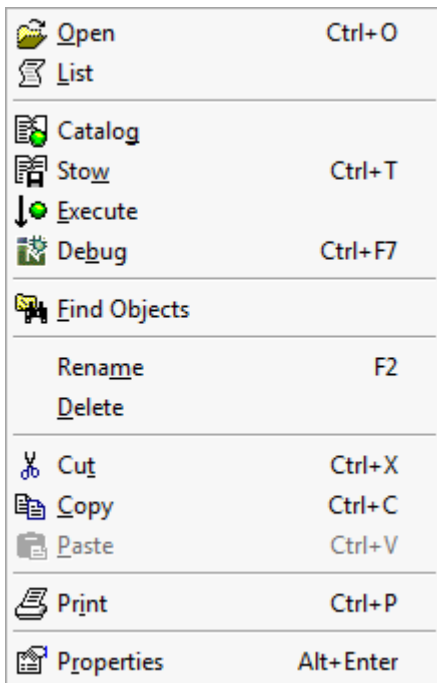 Open Ctrl+O
List
Catalog
Stow Ctrl+T
Execute
Debug Ctrl+F7
Find Objects
Rename F2
Delete
Cut Ctrl+X
Copy Ctrl+C
Paste Ctrl+V
Print Ctrl+P
Properties Alt+Enter